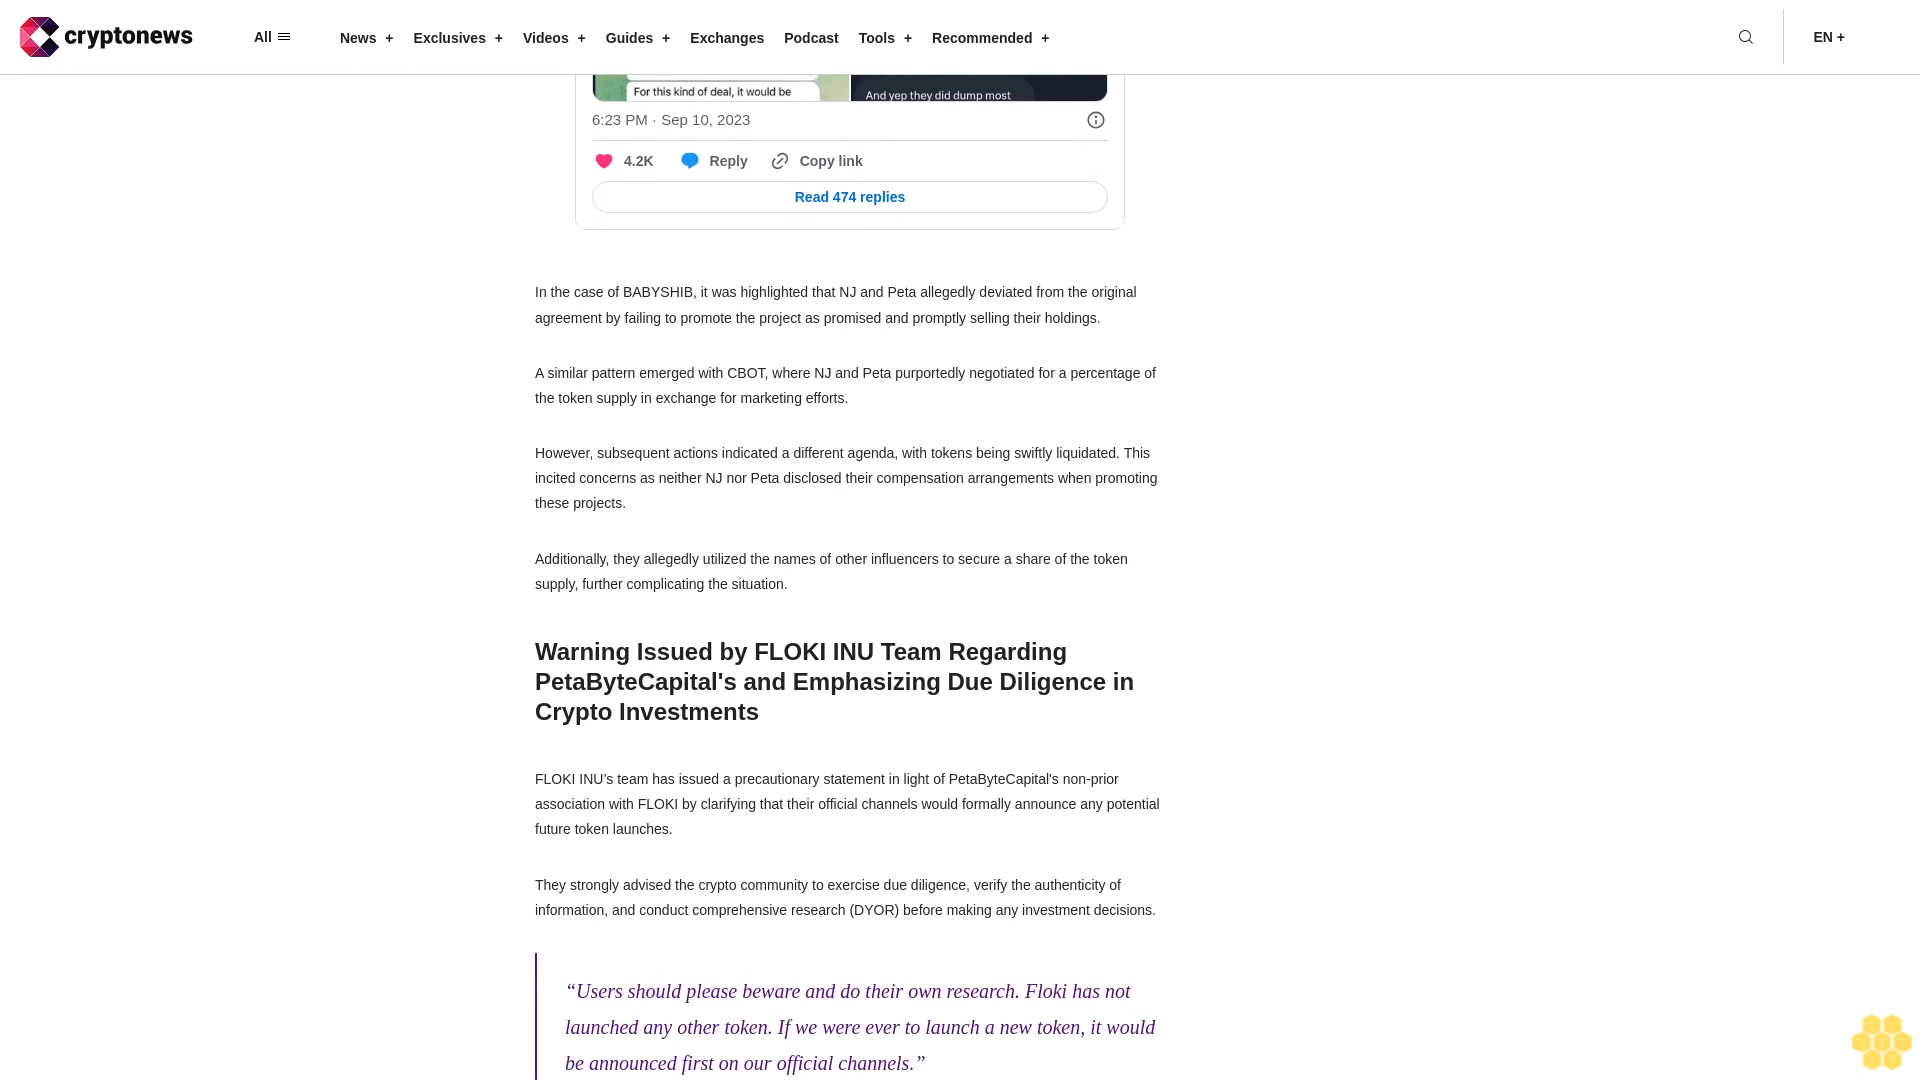 cryptonews
All
News +
Exclusives +
Videos +
Guides +
Exchanges
Podcast
Tools +
Recommended +
EN +
For this kind of deal, it would be
And yep they did dump most
6:23 PM · Sep 10, 2023
4.2K
Reply
Copy link
Read 474 replies
In the case of BABYSHIB, it was highlighted that NJ and Peta allegedly deviated from the original
agreement by failing to promote the project as promised and promptly selling their holdings.
A similar pattern emerged with CBOT, where NJ and Peta purportedly negotiated for a percentage of
the token supply in exchange for marketing efforts.
However, subsequent actions indicated a different agenda, with tokens being swiftly liquidated. This
incited concerns as neither NJ nor Peta disclosed their compensation arrangements when promoting
these projects.
Additionally, they allegedly utilized the names of other influencers to secure a share of the token
supply, further complicating the situation.
Warning Issued by FLOKI INU Team Regarding
PetaByteCapital's and Emphasizing Due Diligence in
Crypto Investments
FLOKI INU’s team has issued a precautionary statement in light of PetaByteCapital's non-prior
association with FLOKI by clarifying that their official channels would formally announce any potential
future token launches.
They strongly advised the crypto community to exercise due diligence, verify the authenticity of
information, and conduct comprehensive research (DYOR) before making any investment decisions.
“Users should please beware and do their own research. Floki has not
launched any other token. If we were ever to launch a new token, it would
be announced first on our official channels.”